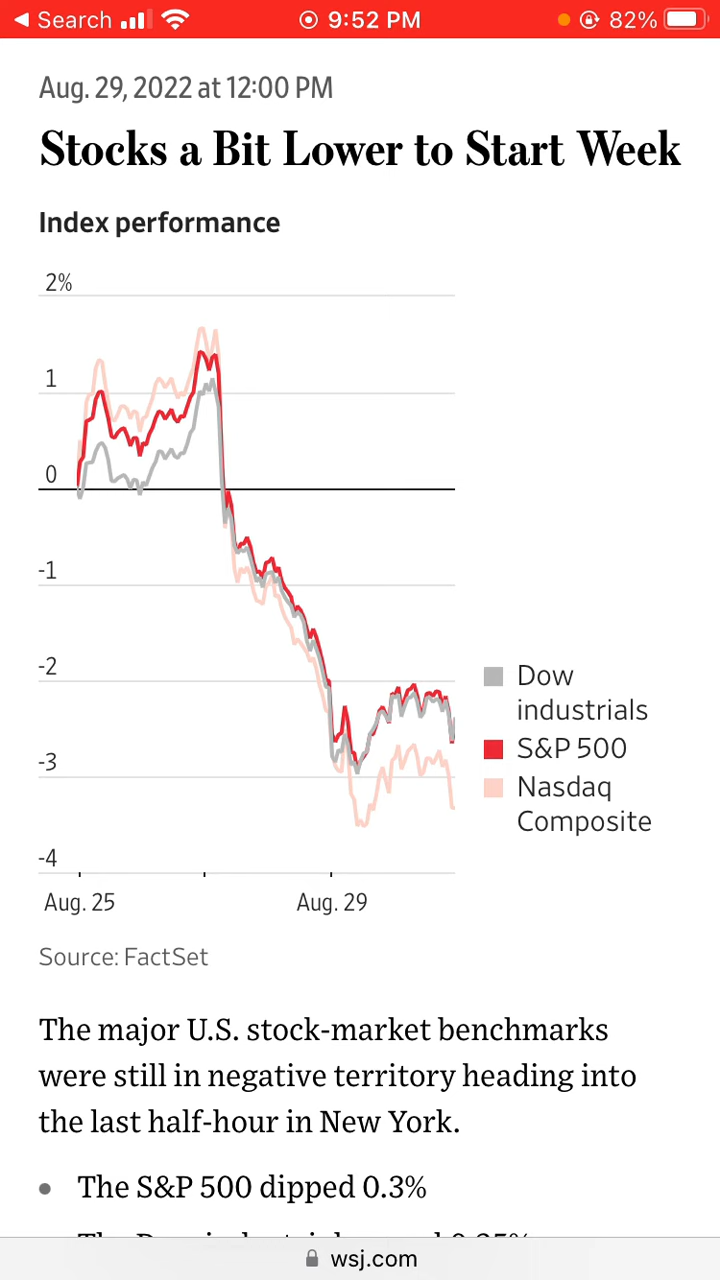 Search
9:52 PM
82%
Aug. 29, 2022 at 12:00 PM
Stocks a Bit Lower to Start Week
Index performance
2%
1
0
-1
-2
-3
-4
Dow
industrials
S&P 500
Nasdaq
Composite
Aug. 25
Aug. 29
Source: FactSet
The major U.S. stock-market benchmarks
were still in negative territory heading into
the last half-hour in New York.
• The S&P 500 dipped 0.3%
wsj.com